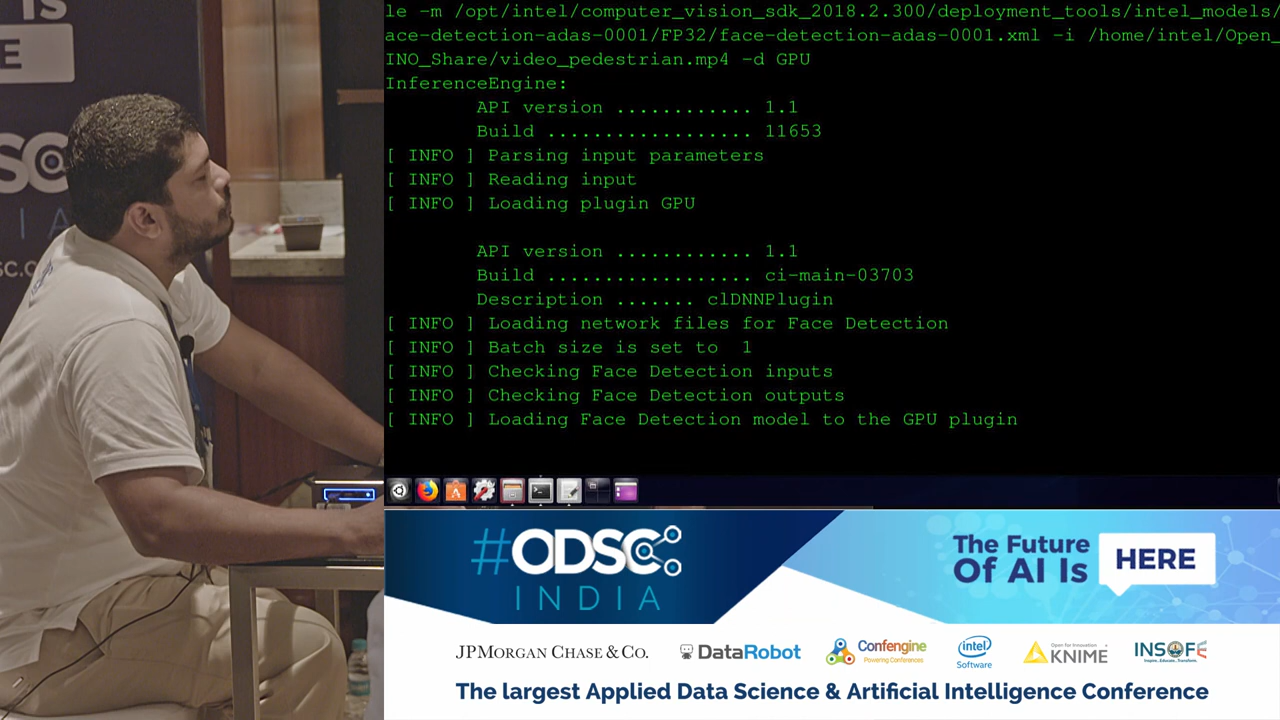 le -m /opt/intel/computer_vision_sdk_2018.2.300/deployment_tools/intel_models/
ace-detection-adas-0001/FP32/face-detection-adas-0001.xml -i /home/intel/Open_
INO_Share/video_pedestrian.mp4 -d GPU
InferenceEngine:
API version ............ 1.1
Build .................. 11653
[ INFO ] Parsing input parameters
[ INFO ] Reading input
[ INFO ] Loading plugin GPU
API version ............ 1.1
Build .................. ci-main-03703
Description ....... clDNNPlugin
[ INFO ] Loading network files for Face Detection
[ INFO ] Batch size is set to  1
[ INFO ] Checking Face Detection inputs
[ INFO ] Checking Face Detection outputs
[ INFO ] Loading Face Detection model to the GPU plugin
#ODSC
INDIA
The Future
Of AI Is
HERE
JPMORGAN CHASE & CO.
DataRobot
Confengine
Powering Conferences
intel
Software
Open for Innovation
KNIME
INSOFE
Inspire...Educate...Transform.
The largest Applied Data Science & Artificial Intelligence Conference